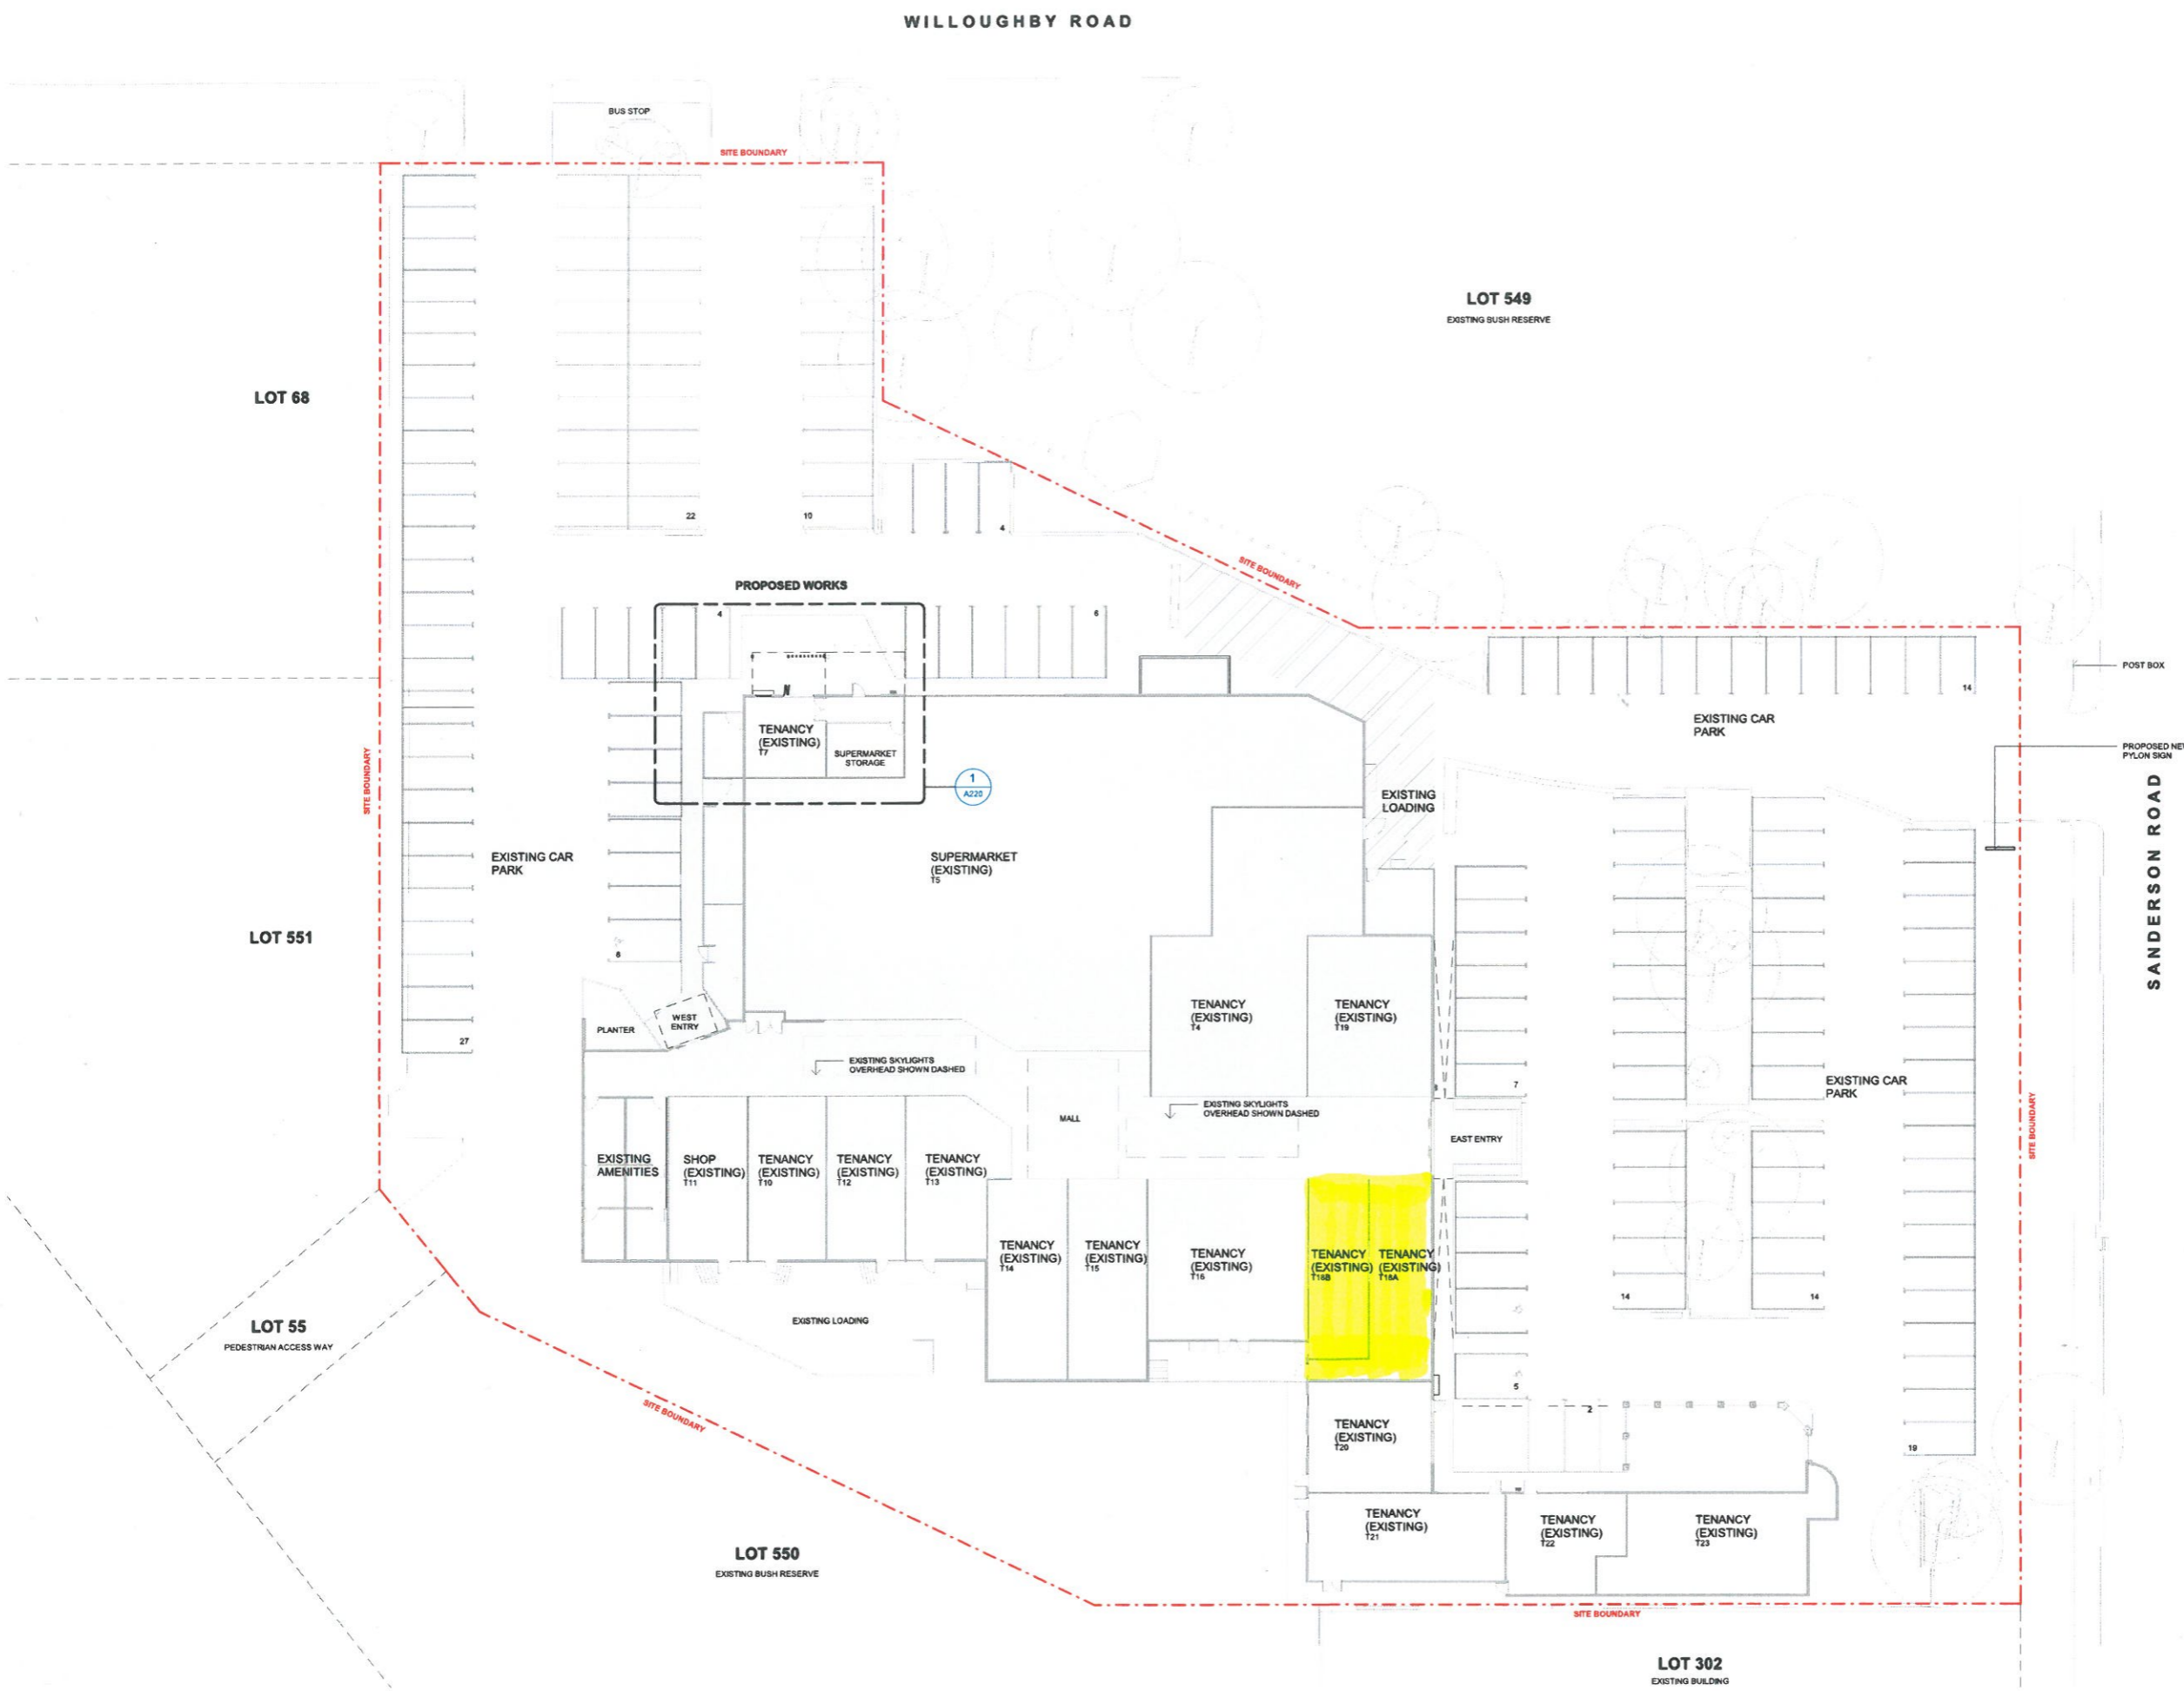 WILLOUGHBY ROAD
BUS STOP
SITE BOUNDARY
LOT 549
EXISTING BUSH RESERVE
LOT 68
22
10
4
SITE BOUNDARY
PROPOSED WORKS
4
6
POST BOX
14
EXISTING CAR
PARK
TENANCY
(EXISTING)
T7
SUPERMARKET
STORAGE
PROPOSED NEW
PYLON SIGN
SITE BOUNDARY
1
A220
EXISTING
LOADING
SANDERSON ROAD
EXISTING CAR
PARK
SUPERMARKET
(EXISTING)
T5
LOT 551
8
TENANCY
(EXISTING)
T4
TENANCY
(EXISTING)
T19
WEST
ENTRY
PLANTER
27
EXISTING SKYLIGHTS
OVERHEAD SHOWN DASHED
7
EXISTING CAR
PARK
EXISTING SKYLIGHTS
OVERHEAD SHOWN DASHED
MALL
EAST ENTRY
SITE BOUNDARY
EXISTING
AMENITIES
SHOP
(EXISTING)
T11
TENANCY
(EXISTING)
T10
TENANCY
(EXISTING)
T12
TENANCY
(EXISTING)
T13
TENANCY
(EXISTING)
T14
TENANCY
(EXISTING)
T15
TENANCY
(EXISTING)
T16
TENANCY
(EXISTING)
T18B
TENANCY
(EXISTING)
T18A
14
14
EXISTING LOADING
LOT 55
PEDESTRIAN ACCESS WAY
5
2
SITE BOUNDARY
TENANCY
(EXISTING)
T20
19
TENANCY
(EXISTING)
T21
TENANCY
(EXISTING)
T22
TENANCY
(EXISTING)
T23
LOT 550
EXISTING BUSH RESERVE
SITE BOUNDARY
LOT 302
EXISTING BUILDING